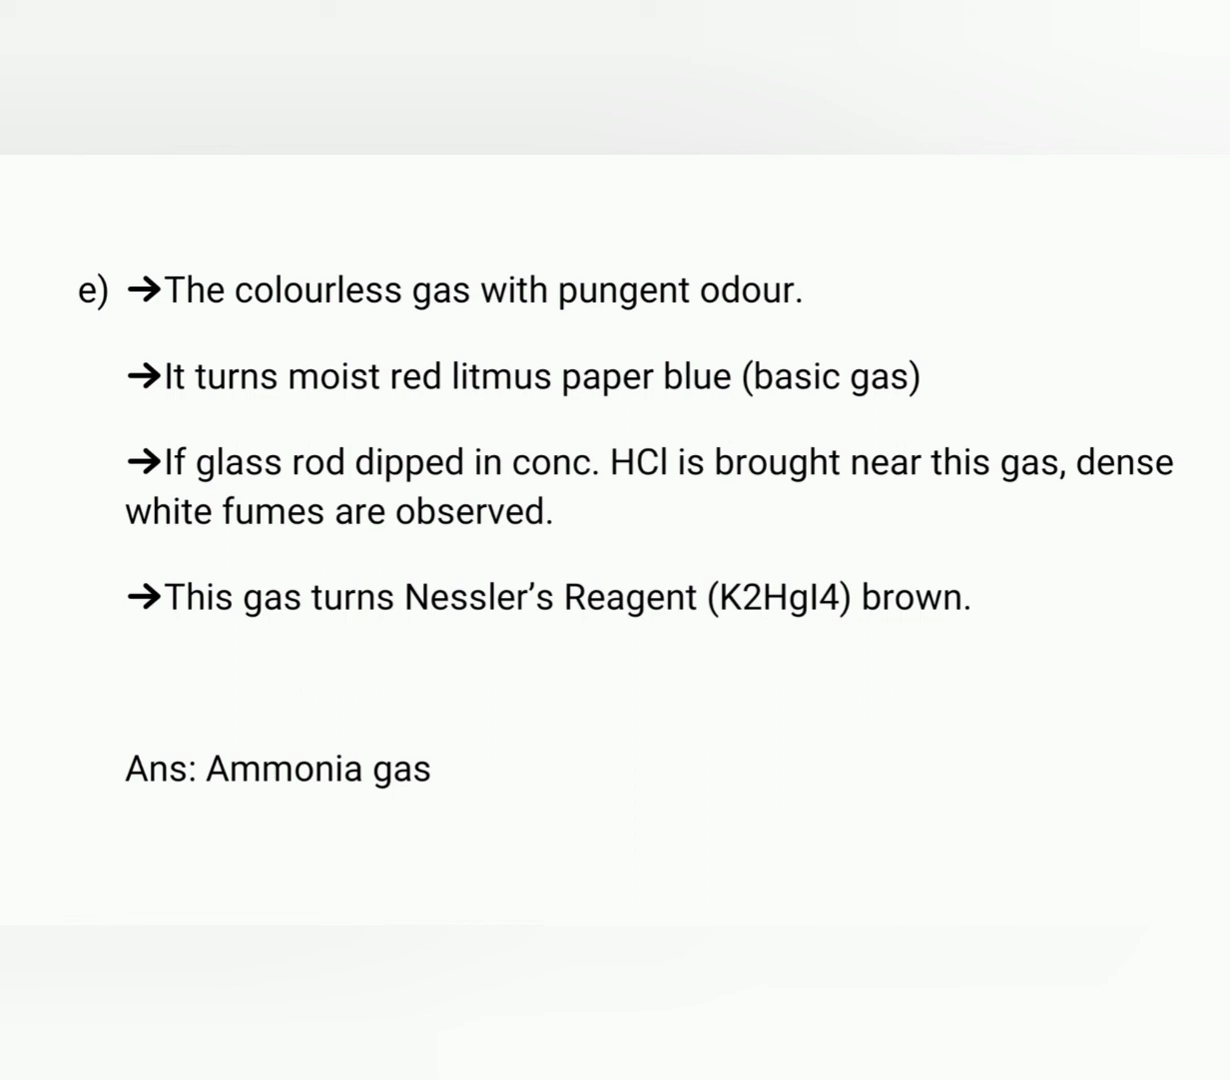 e) →The colourless gas with pungent odour.
→It turns moist red litmus paper blue (basic gas)
→If glass rod dipped in conc. HCl is brought near this gas, dense
white fumes are observed.
→This gas turns Nessler’s Reagent (K2HgI4) brown.
Ans: Ammonia gas